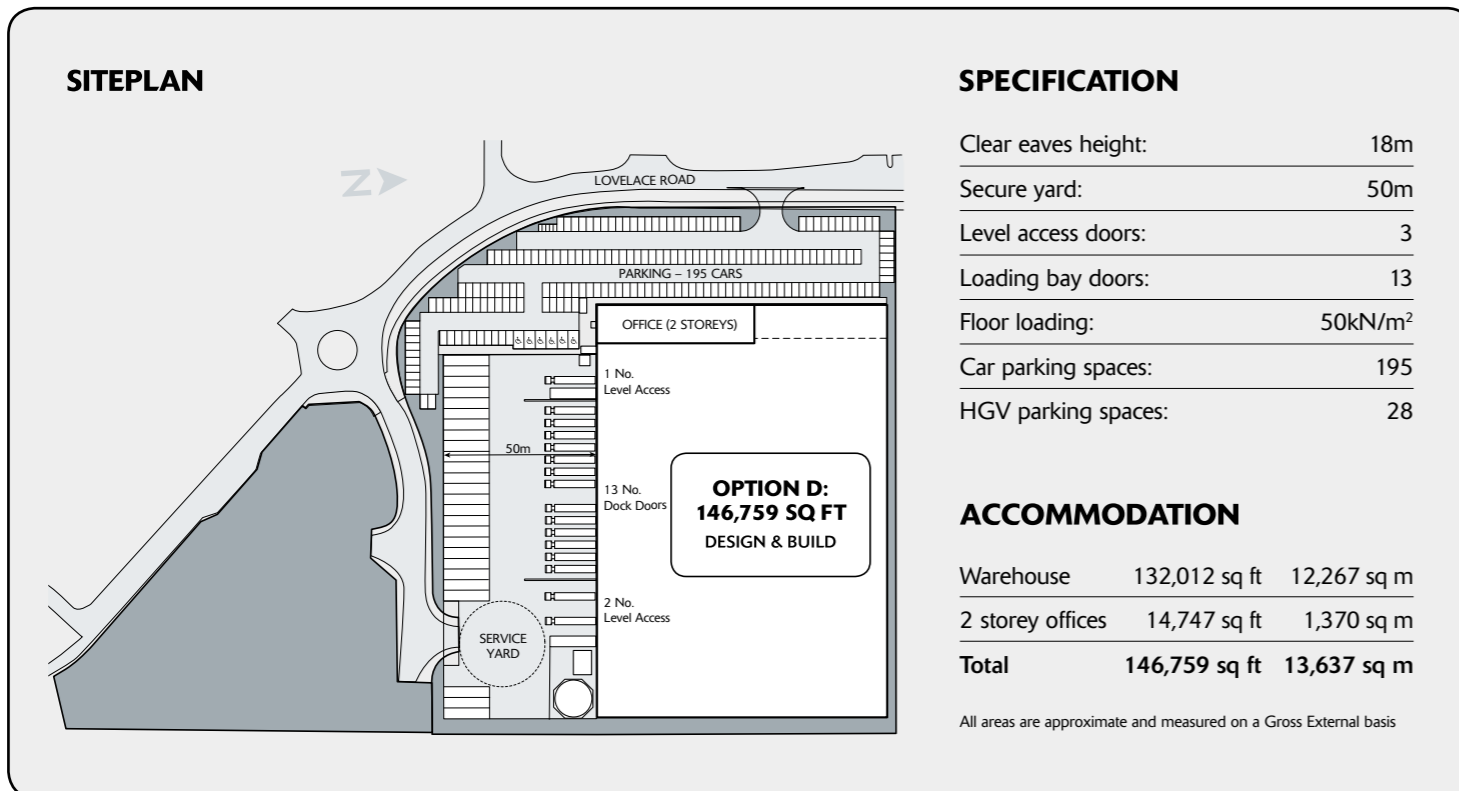 SITEPLAN
N
LOVELACE ROAD
PARKING – 195 CARS
OFFICE (2 STOREYS)
1 No.
Level Access
50m
13 No.
Dock Doors
OPTION D:
146,759 SQ FT
DESIGN & BUILD
2 No.
Level Access
SERVICE
YARD
SPECIFICATION
Clear eaves height: 18m
Secure yard: 50m
Level access doors: 3
Loading bay doors: 13
Floor loading: 50kN/m²
Car parking spaces: 195
HGV parking spaces: 28
ACCOMMODATION
Warehouse 132,012 sq ft 12,267 sq m
2 storey offices 14,747 sq ft 1,370 sq m
Total 146,759 sq ft 13,637 sq m
All areas are approximate and measured on a Gross External basis